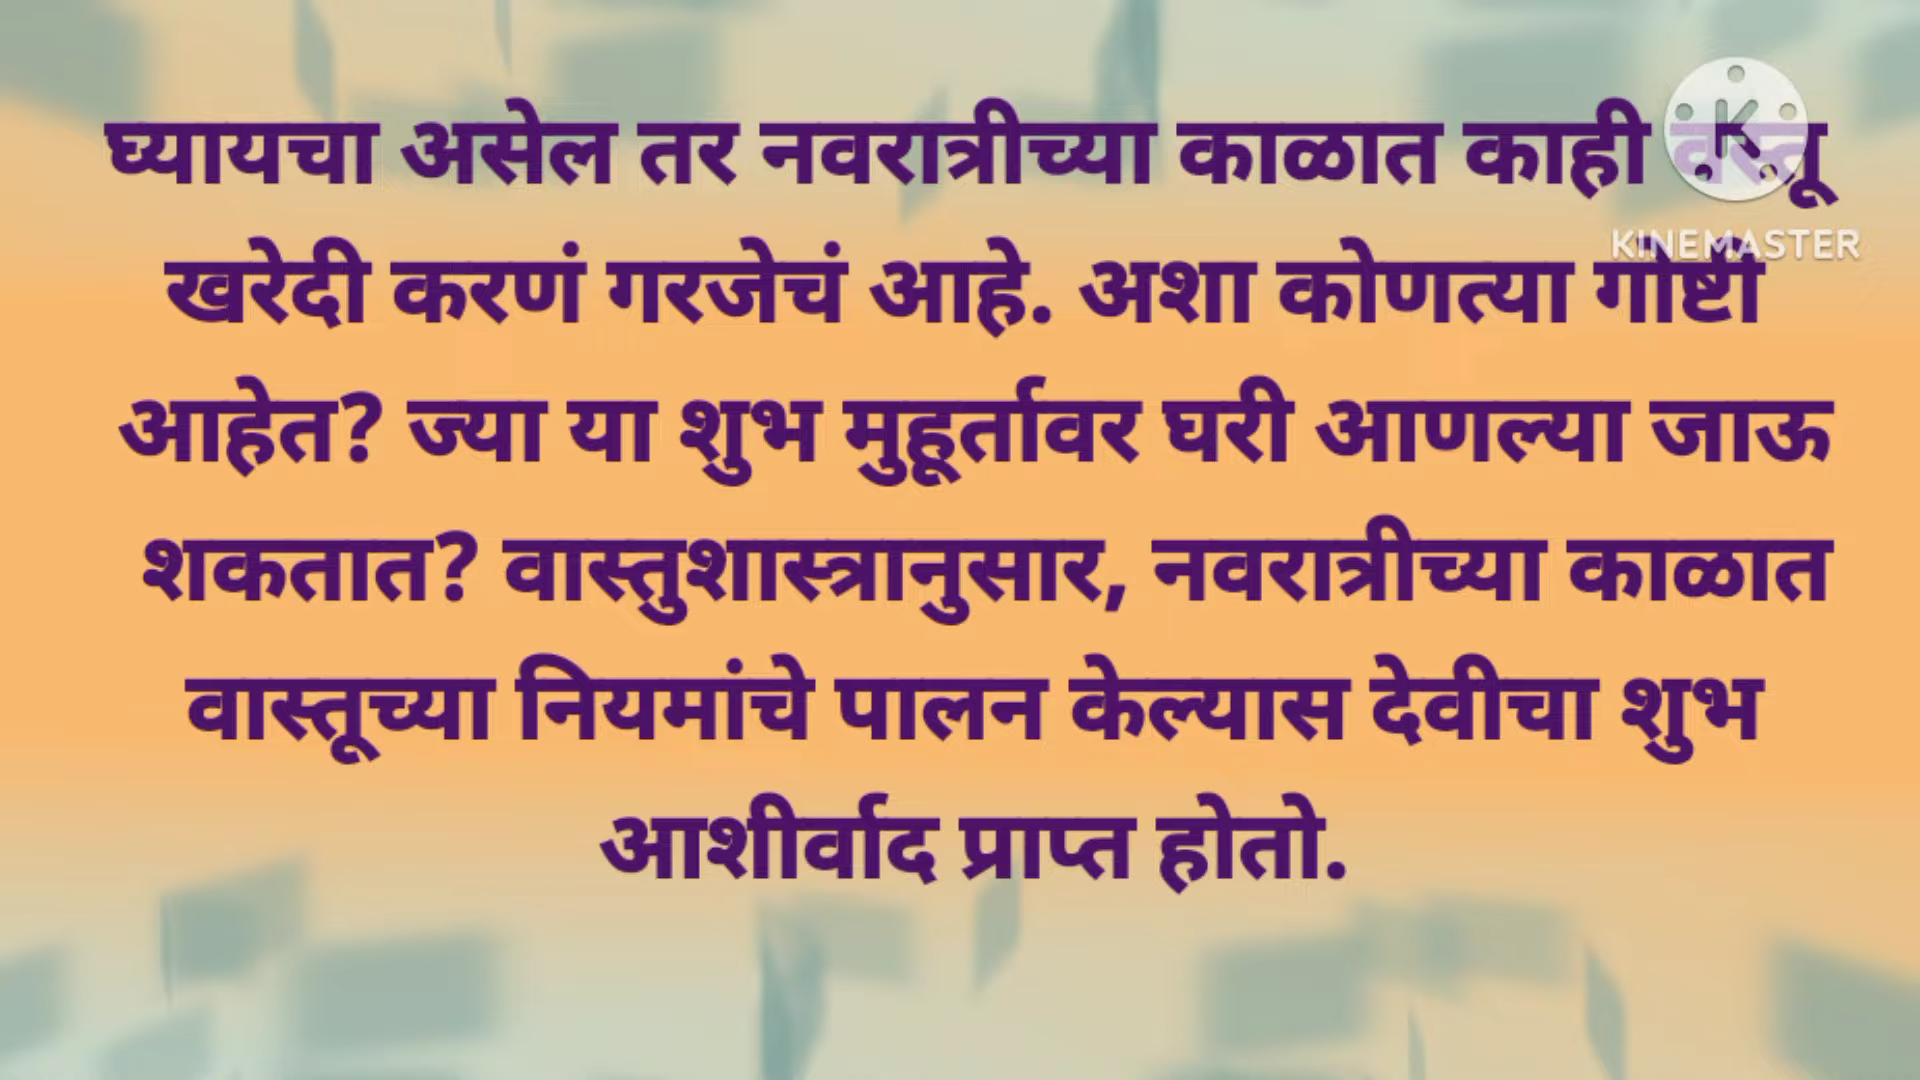 घ्यायचा असेल तर नवरात्रीच्या काळात काही वस्तू
KINEMASTER
खरेदी करणं गरजेचं आहे. अशा कोणत्या गोष्टी
आहेत? ज्या या शुभ मुहूर्तावर घरी आणल्या जाऊ
शकतात? वास्तुशास्त्रानुसार, नवरात्रीच्या काळात
वास्तूच्या नियमांचे पालन केल्यास देवीचा शुभ
आशीर्वाद प्राप्त होतो.